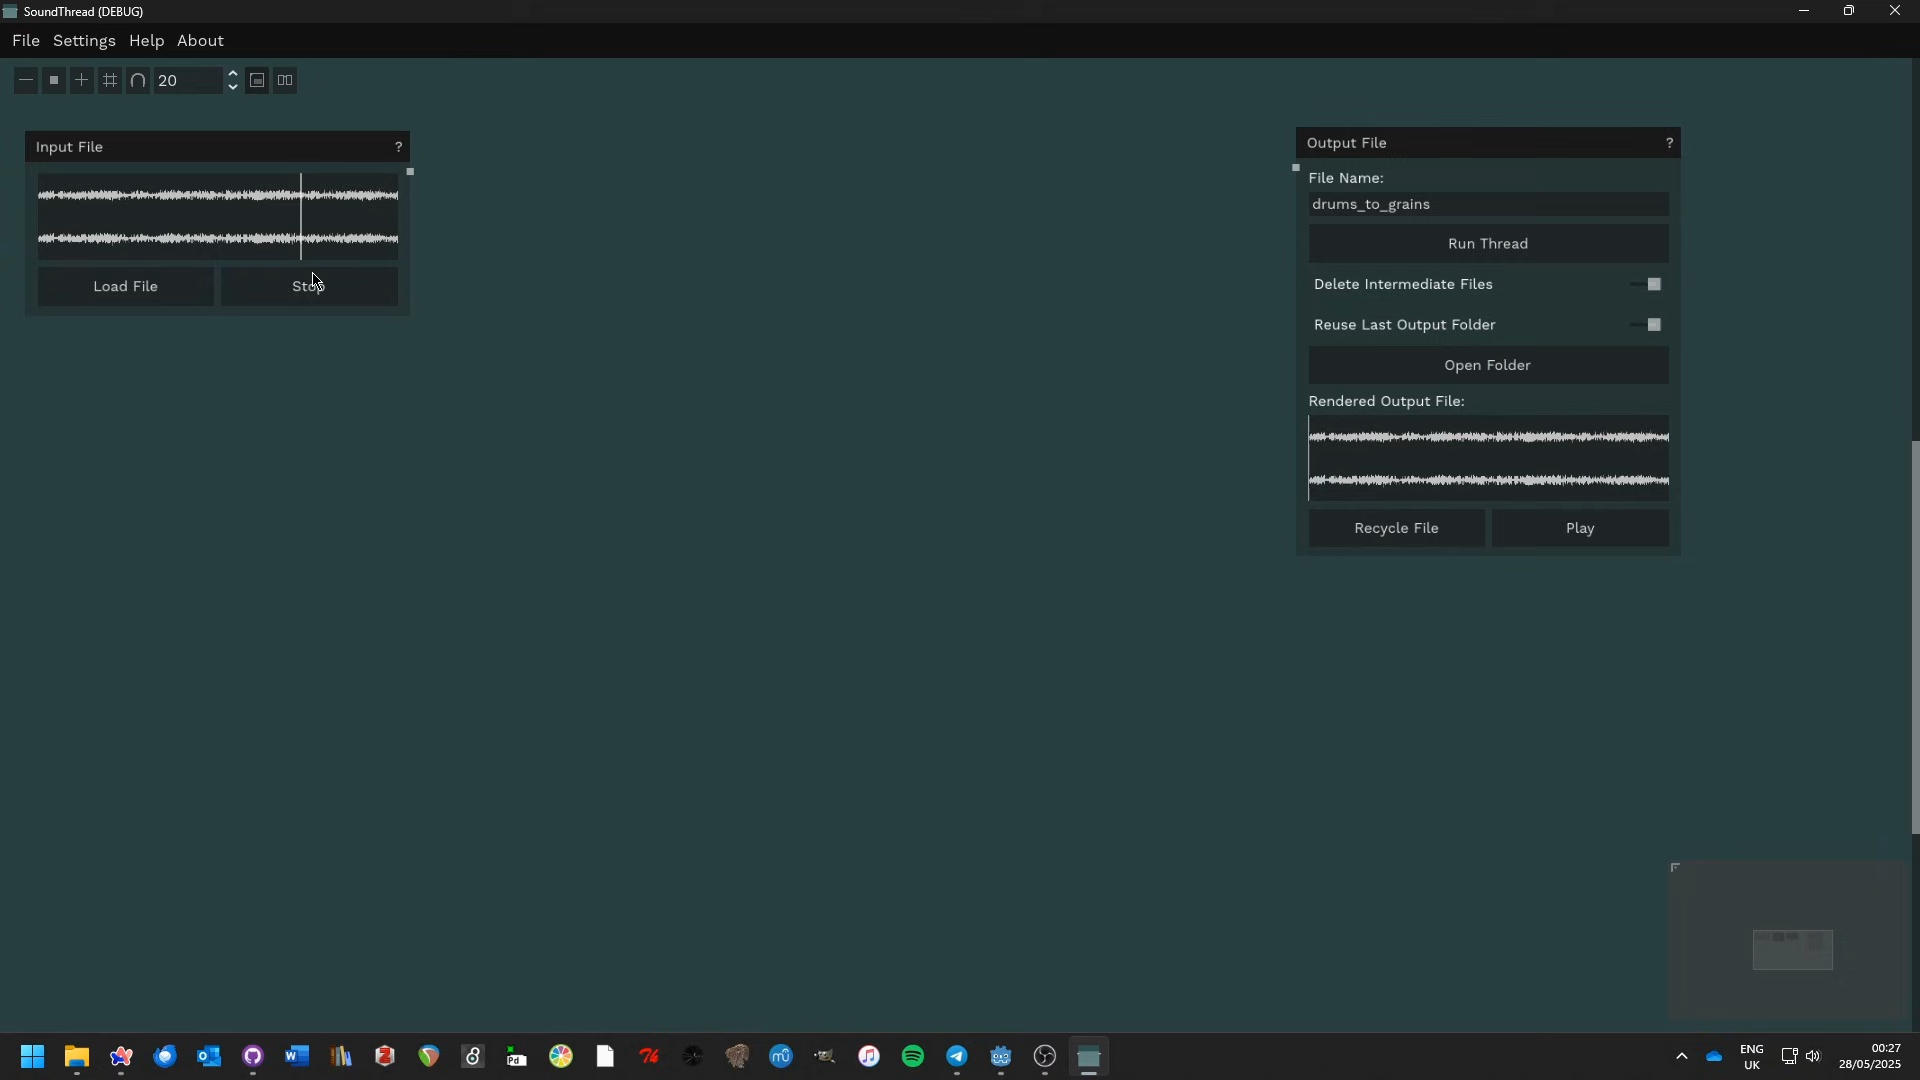 SoundThread (DEBUG)
File Settings Help About
20
Input File ?
Load File Stop
Output File ?
File Name:
drums_to_grains
Run Thread
Delete Intermediate Files
Reuse Last Output Folder
Open Folder
Rendered Output File:
Recycle File Play
Pd
mū
ENG
UK
00:27
28/05/2025